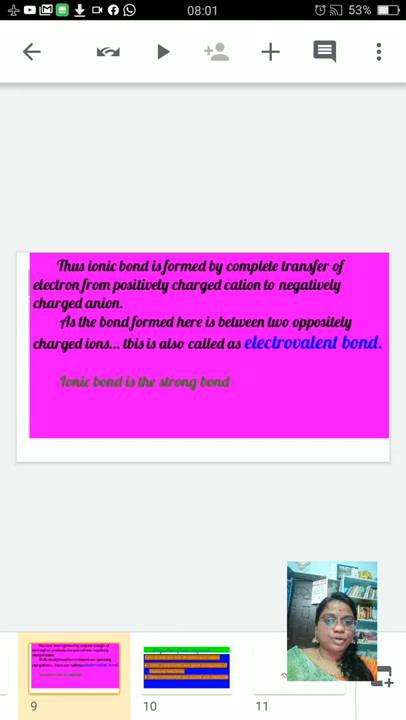 08:01
53%
Thus ionic bond is formed by complete transfer of
electron from positively charged cation to negatively
charged anion.
As the bond formed here is between two oppositely
charged ions... this is also called as electrovalent bond.
Ionic bond is the strong bond
9
10
11